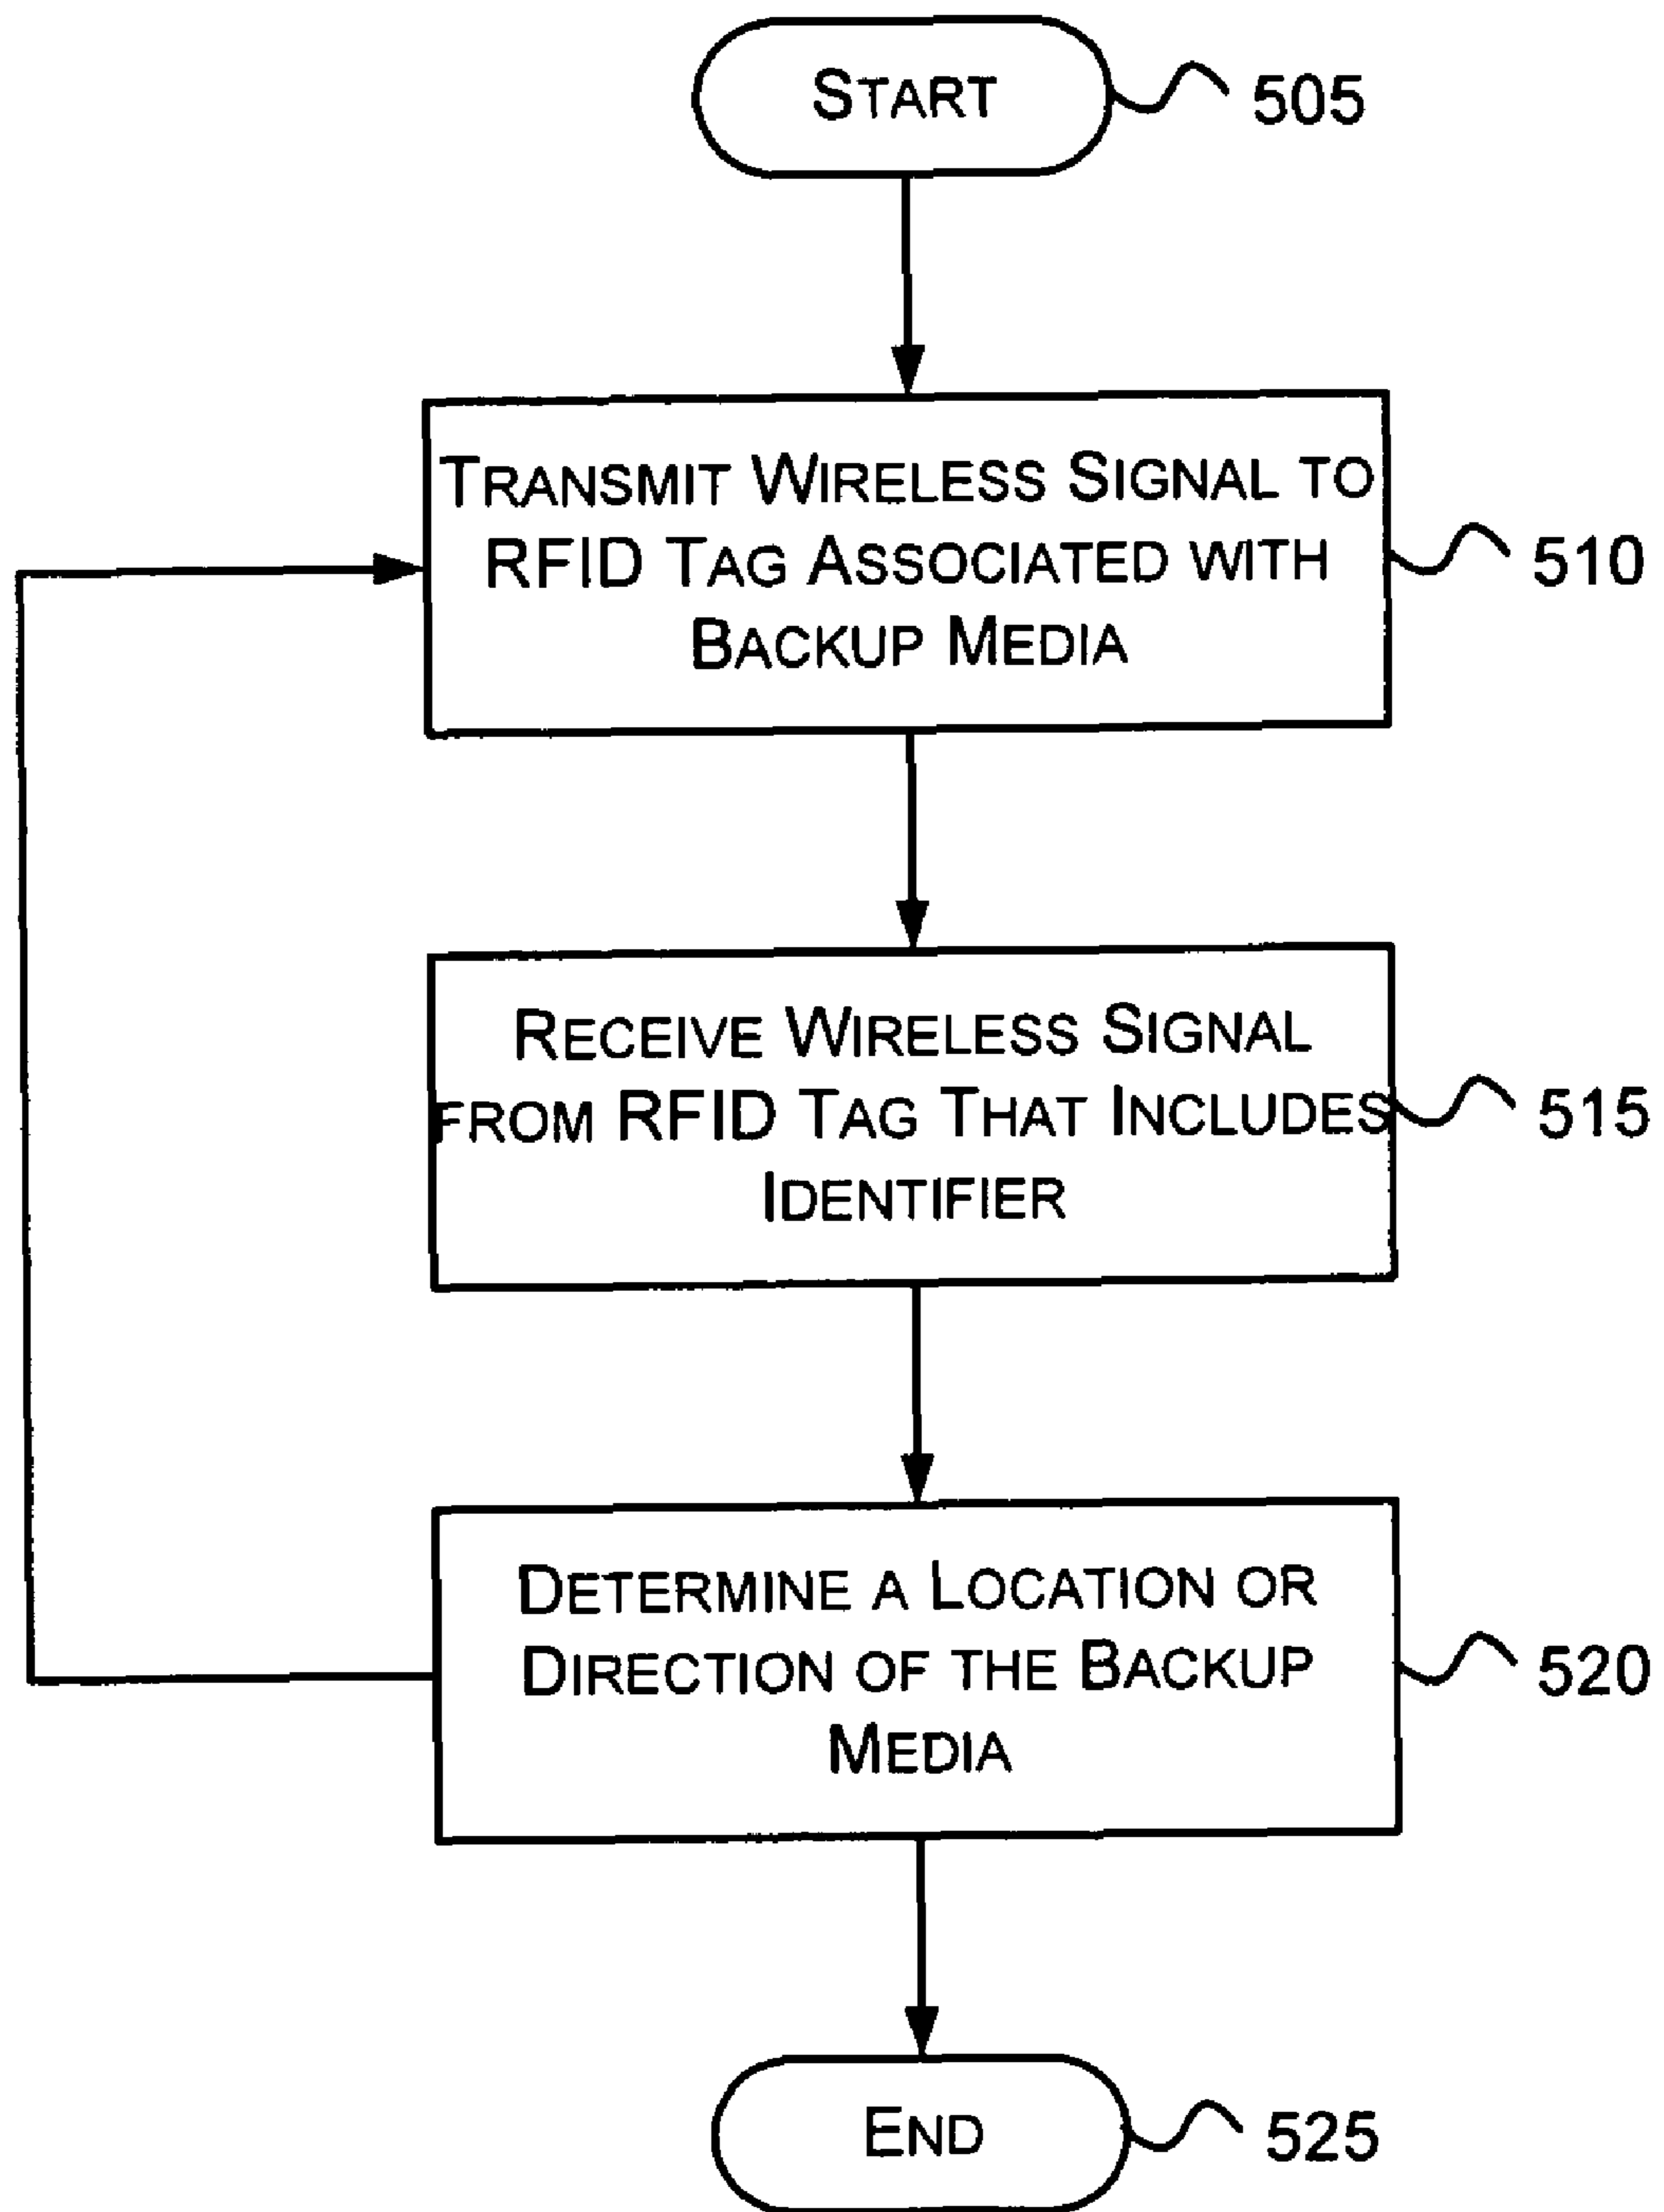 START
505
TRANSMIT WIRELESS SIGNAL TO
RFID TAG ASSOCIATED WITH
BACKUP MEDIA
510
RECEIVE WIRELESS SIGNAL
FROM RFID TAG THAT INCLUDES
IDENTIFIER
515
DETERMINE A LOCATION OR
DIRECTION OF THE BACKUP
MEDIA
520
END
525